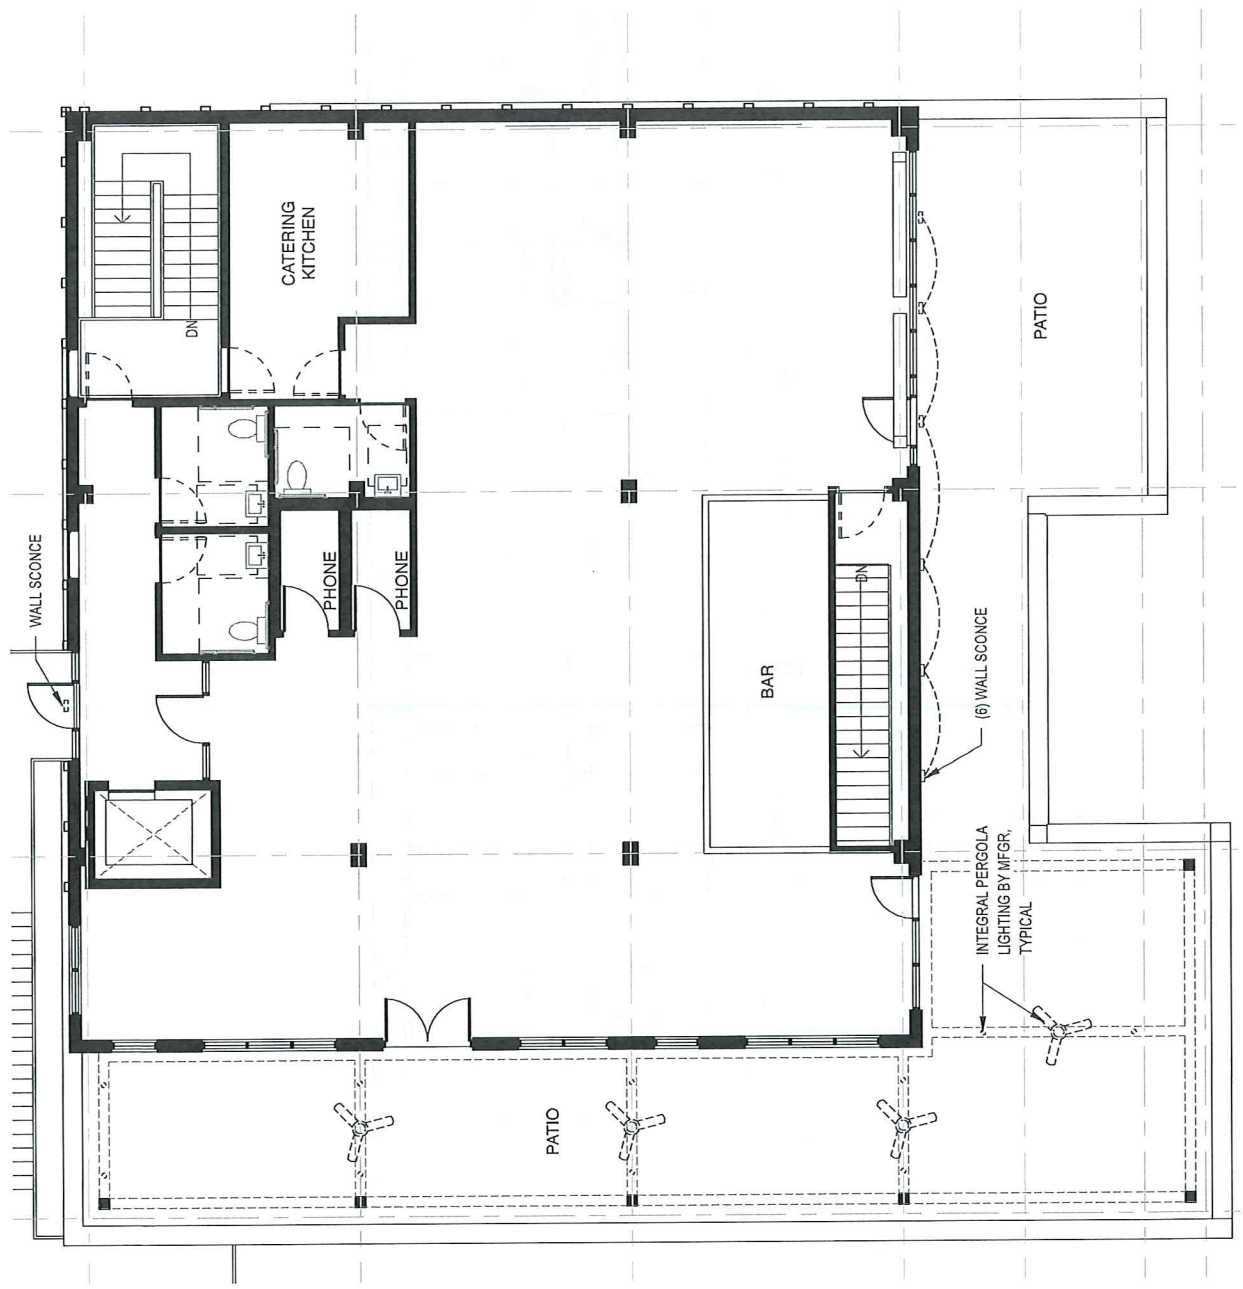 CATERING
KITCHEN
DN
PATIO
WALL SCONCE
PHONE
PHONE
DN
BAR
(6) WALL SCONCE
INTEGRAL PERGOLA
LIGHTING BY MFGR,
TYPICAL
PATIO